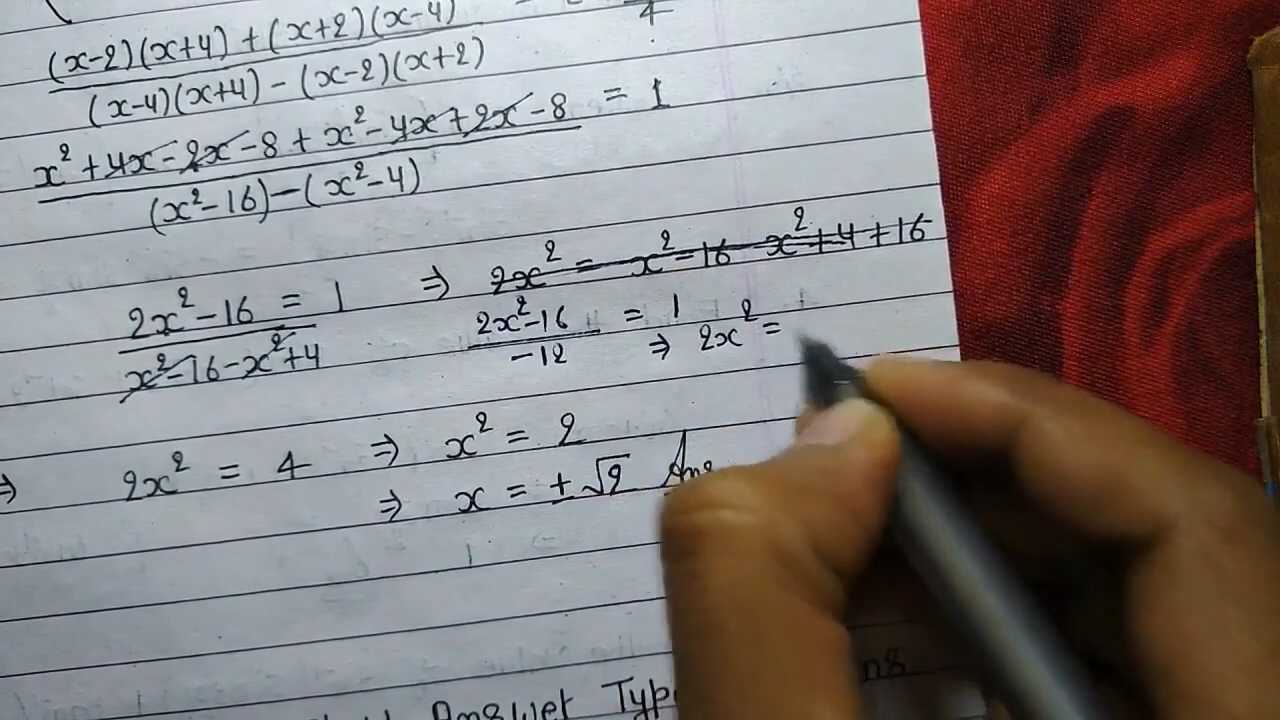 (x-2)(x+4) + (x+2)(x-4)
4
(x-4)(x+4) - (x-2)(x+2)
x² + 4x - 2x - 8 + x² - 4x + 2x - 8 = 1
(x² - 16) - (x² - 4)
2x² - 16 = 1 ⇒ 2x² = x² - 16 - x² + 4 + 16
x² - 16 - x² + 4
2x² - 16 = 1
-12 ⇒ 2x² =
⇒ 2x² = 4 ⇒ x² = 2
⇒ x = ± √2 Ans
Answer Typ
ns